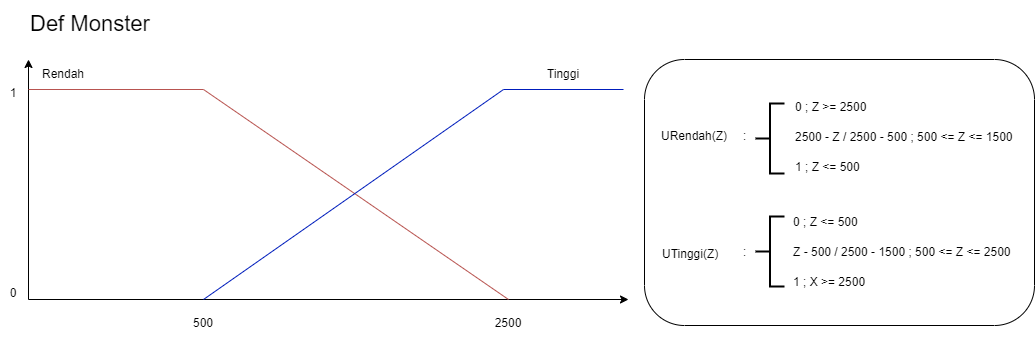 Def Monster
Rendah
Tinggi
1
0
500
2500
URendah(Z) :
0 ; Z >= 2500
2500 - Z / 2500 - 500 ; 500 <= Z <= 1500
1 ; Z <= 500
UTinggi(Z) :
0 ; Z <= 500
Z - 500 / 2500 - 1500 ; 500 <= Z <= 2500
1 ; X >= 2500